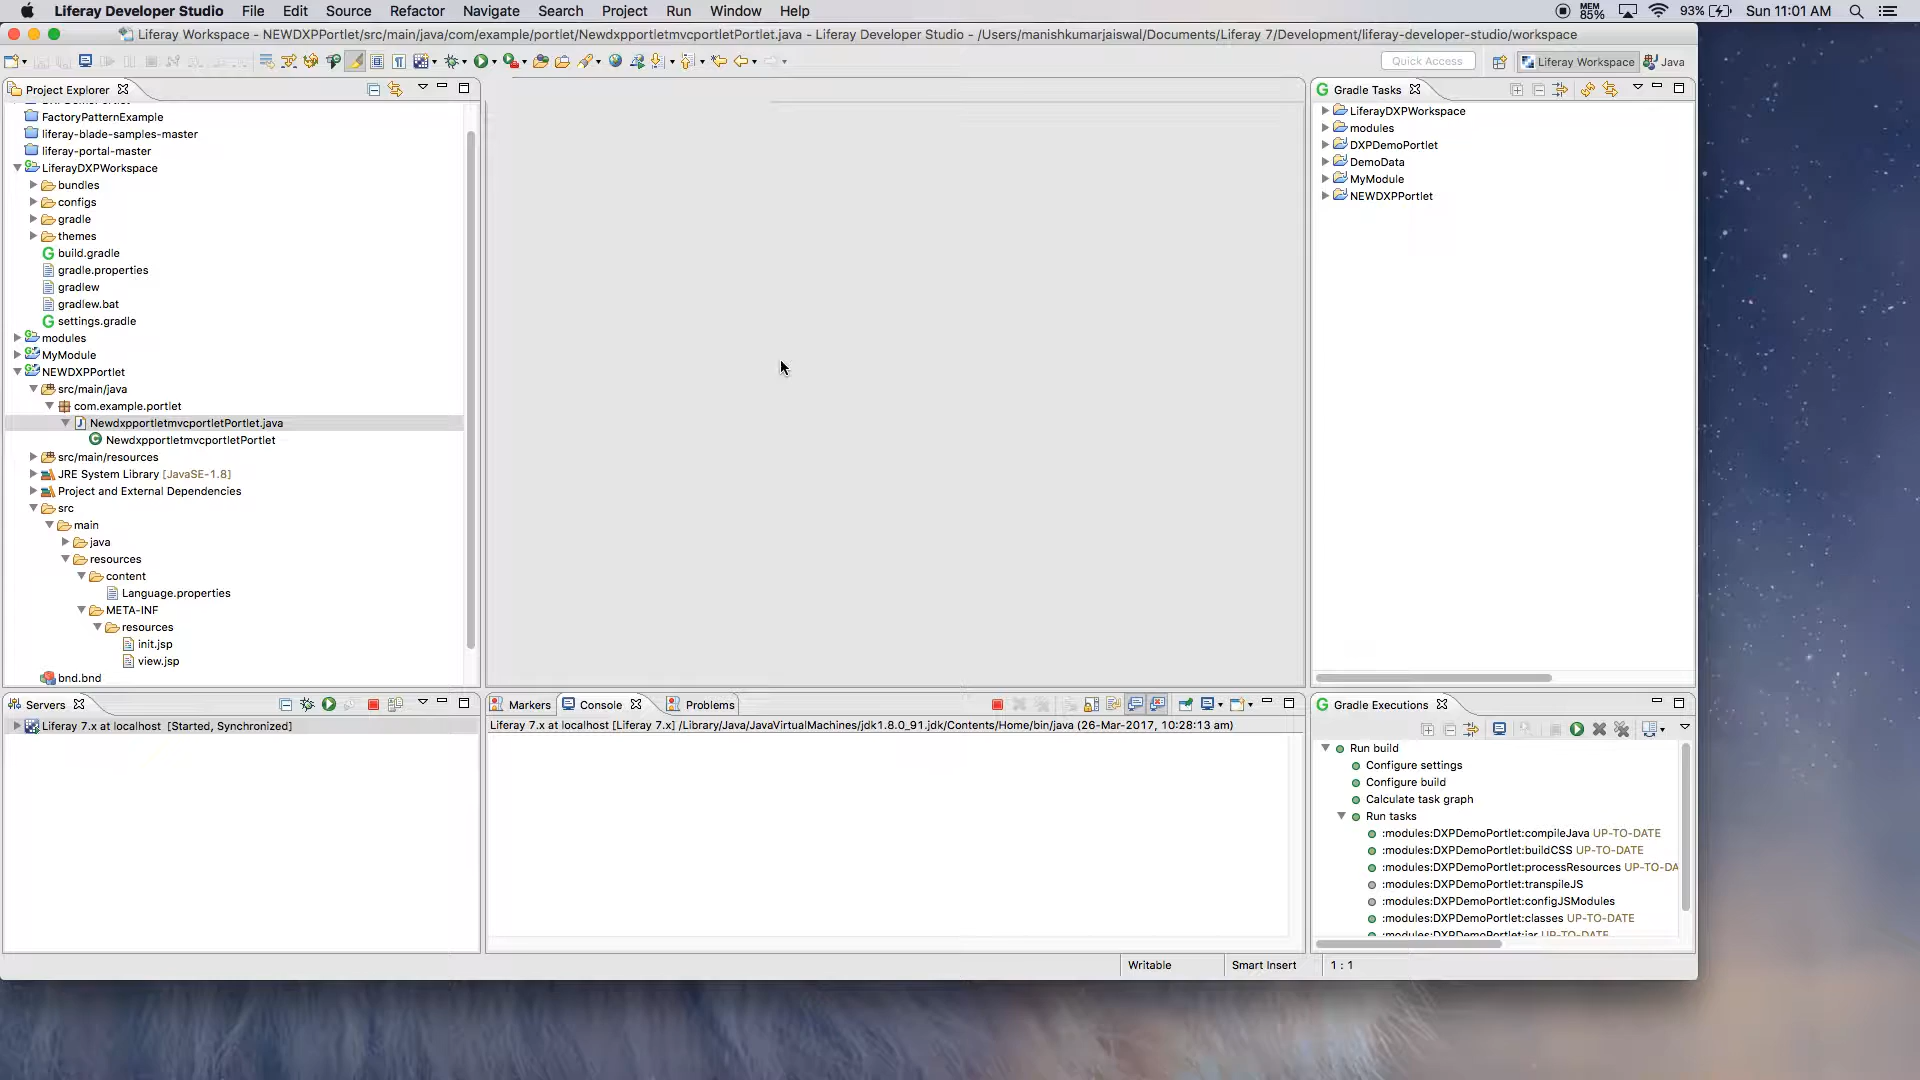 Liferay Developer Studio File Edit Source Refactor Navigate Search Project Run Window Help MEM 85% 93% Sun 11:01 AM
Liferay Workspace - NEWDXPPortlet/src/main/java/com/example/portlet/NewdxpportletmvcportletPortlet.java - Liferay Developer Studio - /Users/manishkumarjaiswal/Documents/Liferay 7/Development/liferay-developer-studio/workspace
Quick Access Liferay Workspace Java
Project Explorer
FactoryPatternExample
liferay-blade-samples-master
liferay-portal-master
LiferayDXPWorkspace
bundles
configs
gradle
themes
build.gradle
gradle.properties
gradlew
gradlew.bat
settings.gradle
modules
MyModule
NEWDXPPortlet
src/main/java
com.example.portlet
NewdxpportletmvcportletPortlet.java
NewdxpportletmvcportletPortlet
src/main/resources
JRE System Library [JavaSE-1.8]
Project and External Dependencies
src
main
java
resources
content
Language.properties
META-INF
resources
init.jsp
view.jsp
bnd.bnd
Gradle Tasks
LiferayDXPWorkspace
modules
DXPDemoPortlet
DemoData
MyModule
NEWDXPPortlet
Servers
Liferay 7.x at localhost [Started, Synchronized]
Markers Console Problems
Liferay 7.x at localhost [Liferay 7.x] /Library/Java/JavaVirtualMachines/jdk1.8.0_91.jdk/Contents/Home/bin/java (26-Mar-2017, 10:28:13 am)
Gradle Executions
Run build
Configure settings
Configure build
Calculate task graph
Run tasks
:modules:DXPDemoPortlet:compileJava UP-TO-DATE
:modules:DXPDemoPortlet:buildCSS UP-TO-DATE
:modules:DXPDemoPortlet:processResources UP-TO-DA
:modules:DXPDemoPortlet:transpileJS
:modules:DXPDemoPortlet:configJSModules
:modules:DXPDemoPortlet:classes UP-TO-DATE
:modules:DXPDemoPortlet:jar UP-TO-DATE
Writable Smart Insert 1 : 1